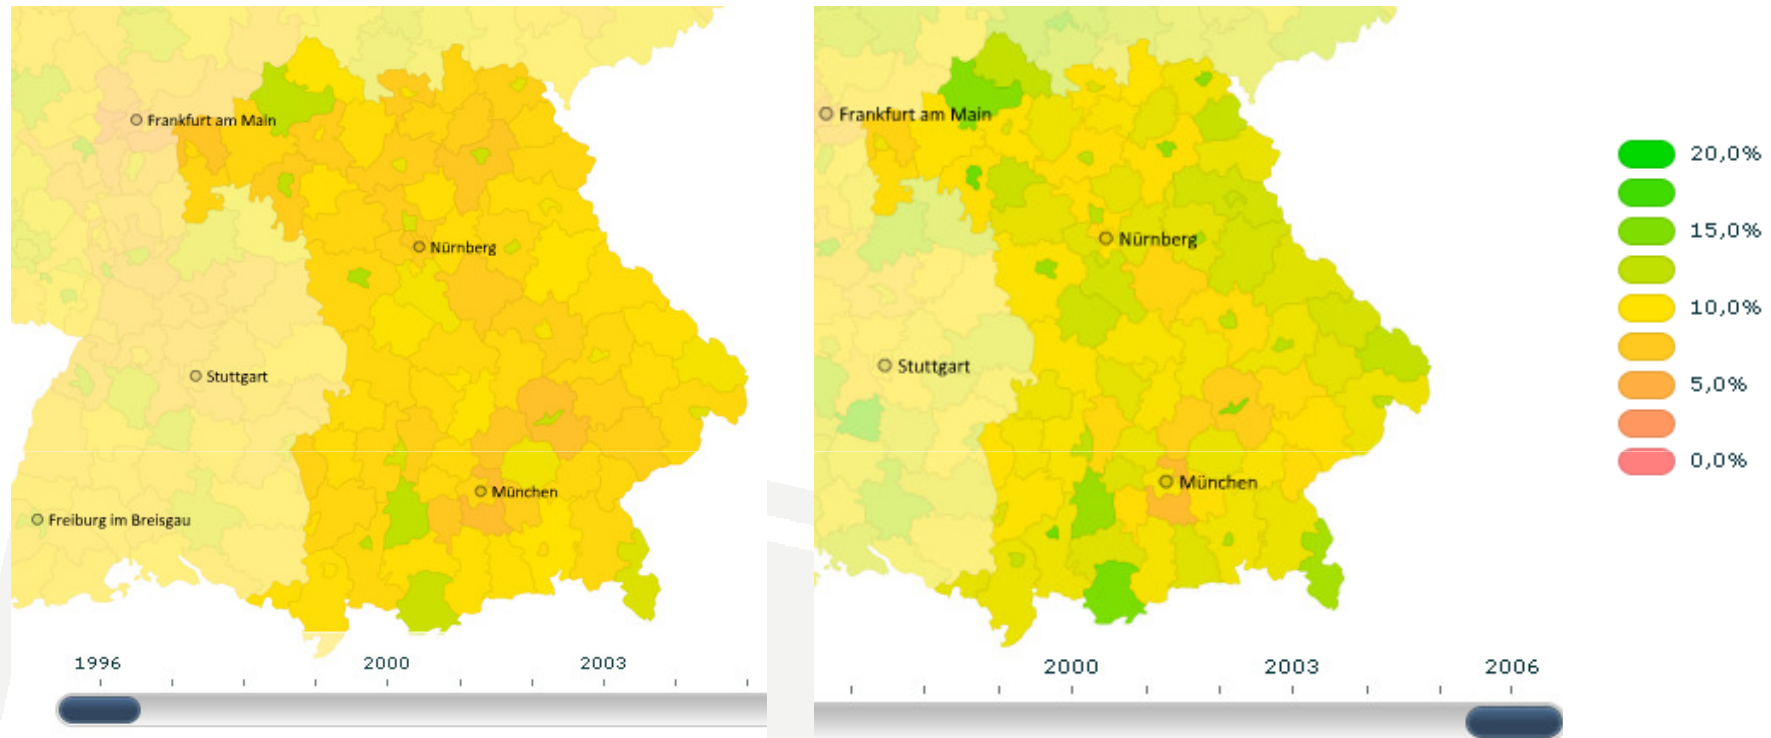 Frankfurt am Main
Nürnberg
Stuttgart
München
Freiburg im Breisgau
1996 2000 2003
Frankfurt am Main
Nürnberg
Stuttgart
München
2000 2003 2006
20,0%
15,0%
10,0%
5,0%
0,0%